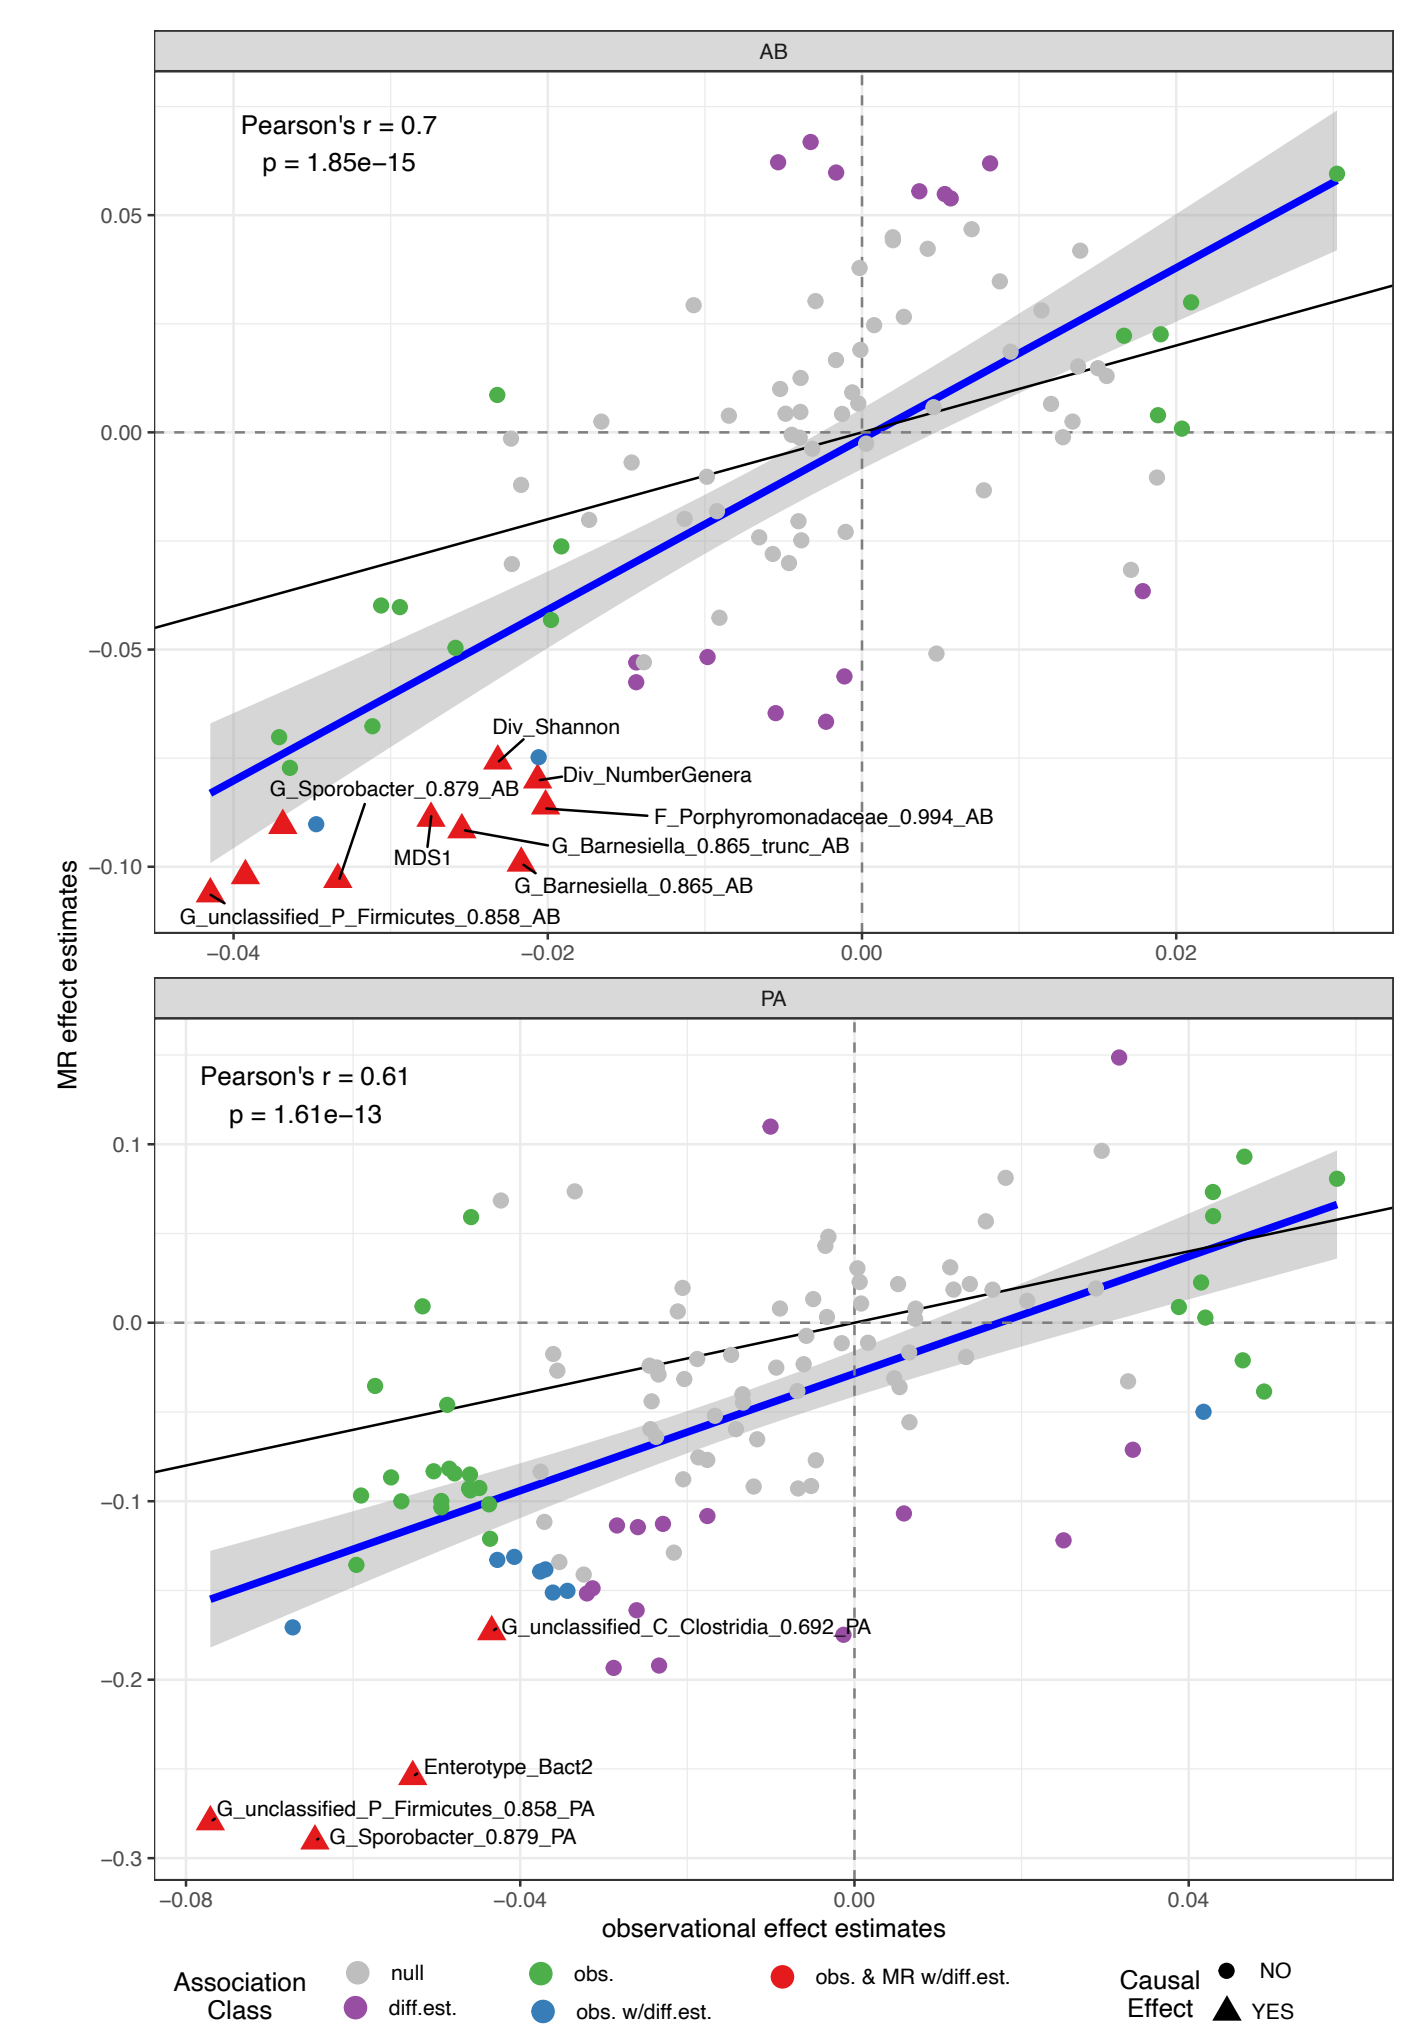 AB
Pearson's r = 0.7
p = 1.85e−15
0.05
0.00
−0.05
−0.10
Div_Shannon
Div_NumberGenera
G_Sporobacter_0.879_AB
F_Porphyromonadaceae_0.994_AB
G_Barnesiella_0.865_trunc_AB
MDS1
G_Barnesiella_0.865_AB
G_unclassified_P_Firmicutes_0.858_AB
−0.04
−0.02
0.00
0.02
MR effect estimates
PA
Pearson's r = 0.61
p = 1.61e−13
0.1
0.0
−0.1
−0.2
−0.3
G_unclassified_C_Clostridia_0.692_PA
Enterotype_Bact2
G_unclassified_P_Firmicutes_0.858_PA
G_Sporobacter_0.879_PA
−0.08
−0.04
0.00
0.04
observational effect estimates
Association
Class
null
diff.est.
obs.
obs. w/diff.est.
obs. & MR w/diff.est.
Causal
Effect
NO
YES